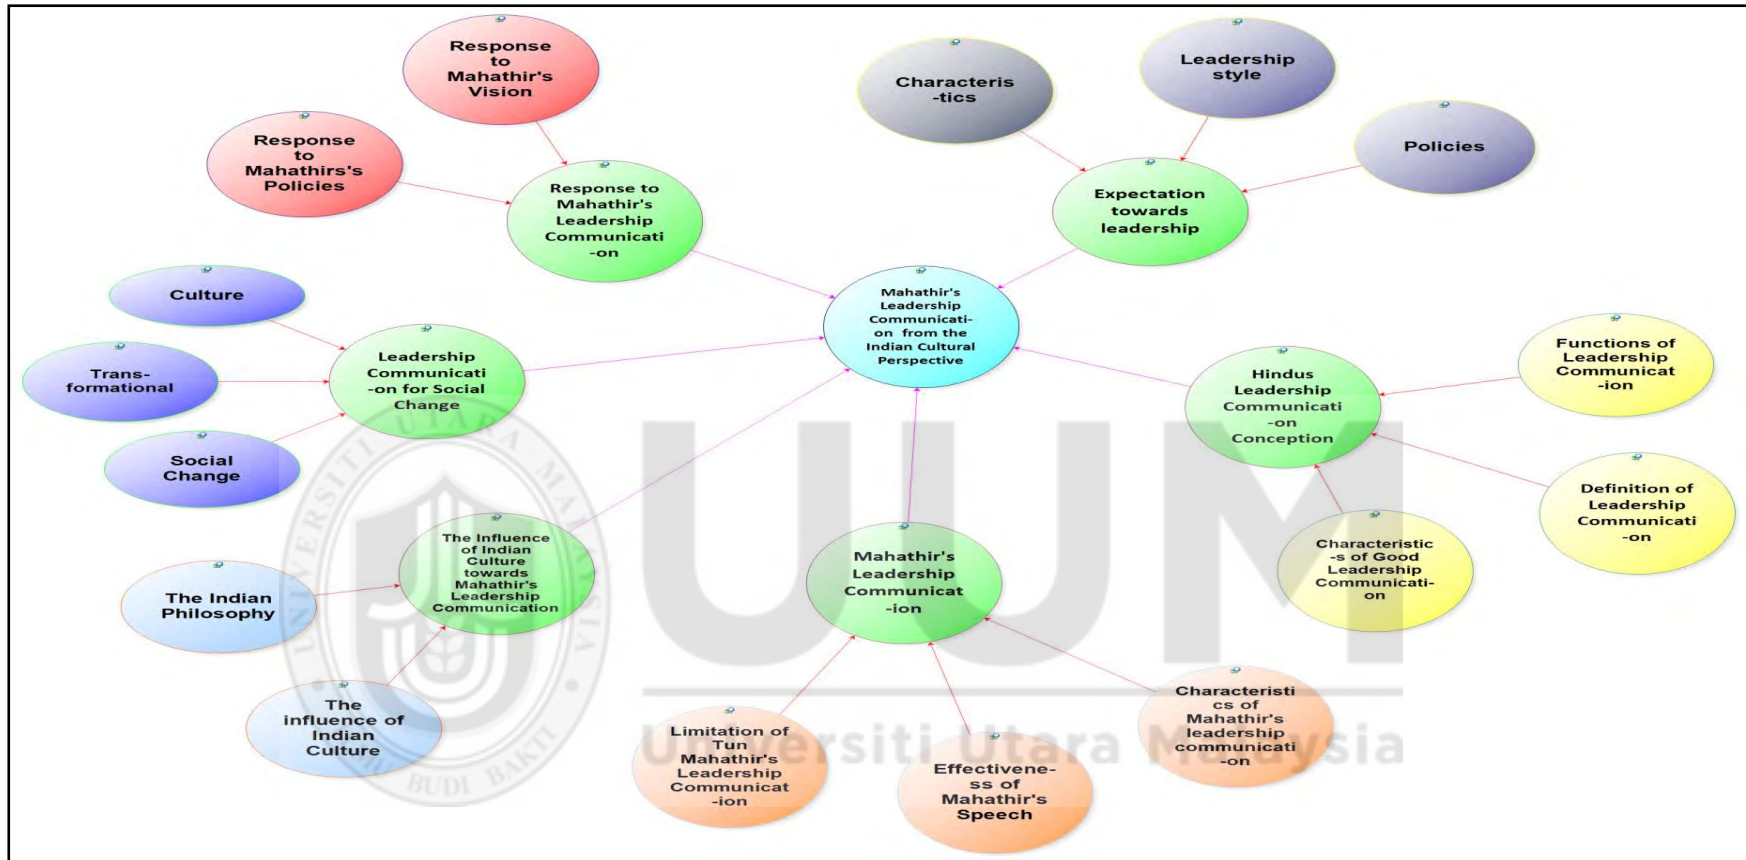 Response
to
Mahathir's
Vision
Response
to
Mahathirs's
Policies
Response to
Mahathir's
Leadership
Communicati
-on
Characteris
-tics
Leadership
style
Policies
Expectation
towards
leadership
Culture
Trans-
formational
Social
Change
Leadership
Communicati
-on for Social
Change
Mahathir's
Leadership
Communicati-
on from the
Indian Cultural
Perspective
Hindus
Leadership
Communicati
-on
Conception
Functions of
Leadership
Communicat
-ion
Definition of
Leadership
Communicati
-on
Characteristic
-s of Good
Leadership
Communicati-
on
The Influence
of Indian
Culture
towards
Mahathir's
Leadership
Communication
The Indian
Philosophy
The
influence of
Indian
Culture
Mahathir's
Leadership
Communicat
-ion
Limitation of
Tun
Mahathir's
Leadership
Communicat
-ion
Effectivene-
ss of
Mahathir's
Speech
Characteristi
cs of
Mahathir's
leadership
communicati
-on
UUM
Universiti Utara Malaysia
UNIVERSITI UTARA MALAYSIA
BUDI BAKTI